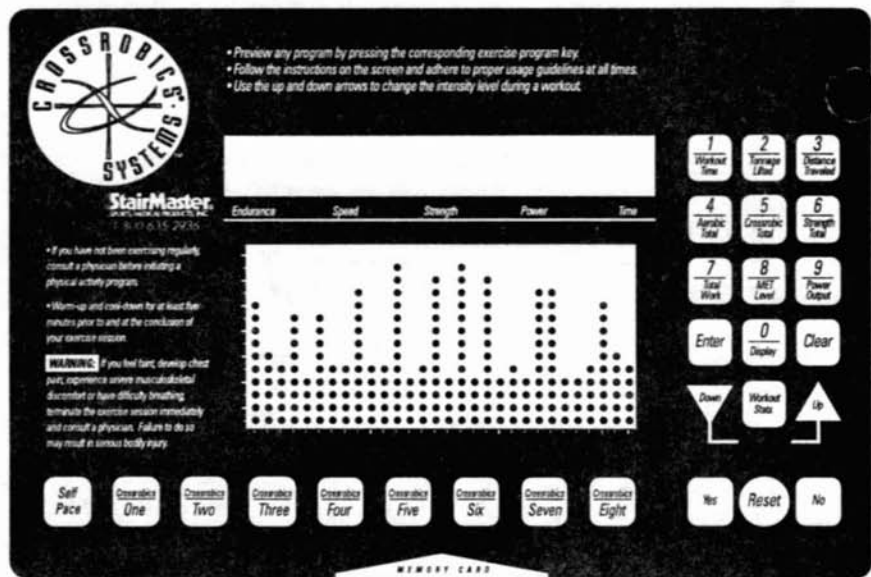 CROSSROBICS SYSTEMS
• Preview any program by pressing the corresponding exercise program key.
• Follow the instructions on the screen and adhere to proper usage guidelines at all times.
• Use the up and down arrows to change the intensity level during a workout.
StairMaster
SPORTS/MEDICAL PRODUCTS, INC.
1-800-635-2936
Endurance Speed Strength Power Time
• If you have not been exercising regularly,
consult a physician before initiating a
physical activity program.
• Warm-up and cool-down for at least five
minutes prior to and at the conclusion of
your exercise session.
WARNING: If you feel faint, develop chest
pain, experience severe musculoskeletal
discomfort or have difficulty breathing,
terminate the exercise session immediately
and consult a physician. Failure to do so
may result in serious bodily injury.
1 Workout Time
2 Tonnage Lifted
3 Distance Traveled
4 Aerobic Total
5 Crossrobic Total
6 Strength Total
7 Total Work
8 MET Level
9 Power Output
Enter
0 Display
Clear
Down
Workout Stats
Up
Self Pace
Crossrobics One
Crossrobics Two
Crossrobics Three
Crossrobics Four
Crossrobics Five
Crossrobics Six
Crossrobics Seven
Crossrobics Eight
Yes
Reset
No
MEMORY CARD